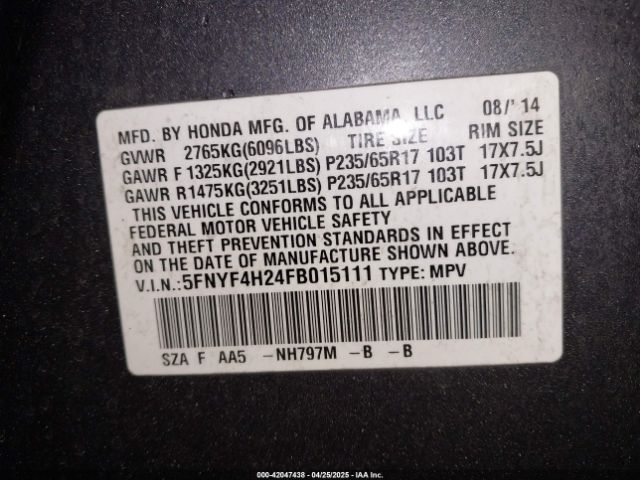 MFD. BY HONDA MFG. OF ALABAMA, LLC 08/'14
GVWR 2765KG(6096LBS) TIRE SIZE RIM SIZE
GAWR F 1325KG(2921LBS) P235/65R17 103T 17X7.5J
GAWR R1475KG(3251LBS) P235/65R17 103T 17X7.5J
THIS VEHICLE CONFORMS TO ALL APPLICABLE
FEDERAL MOTOR VEHICLE SAFETY
AND THEFT PREVENTION STANDARDS IN EFFECT
ON THE DATE OF MANUFACTURE SHOWN ABOVE.
V.I.N.:5FNYF4H24FB015111 TYPE: MPV
SZA F AA5 -NH797M -B -B
000-42047438 - 04/25/2025 - IAA Inc.